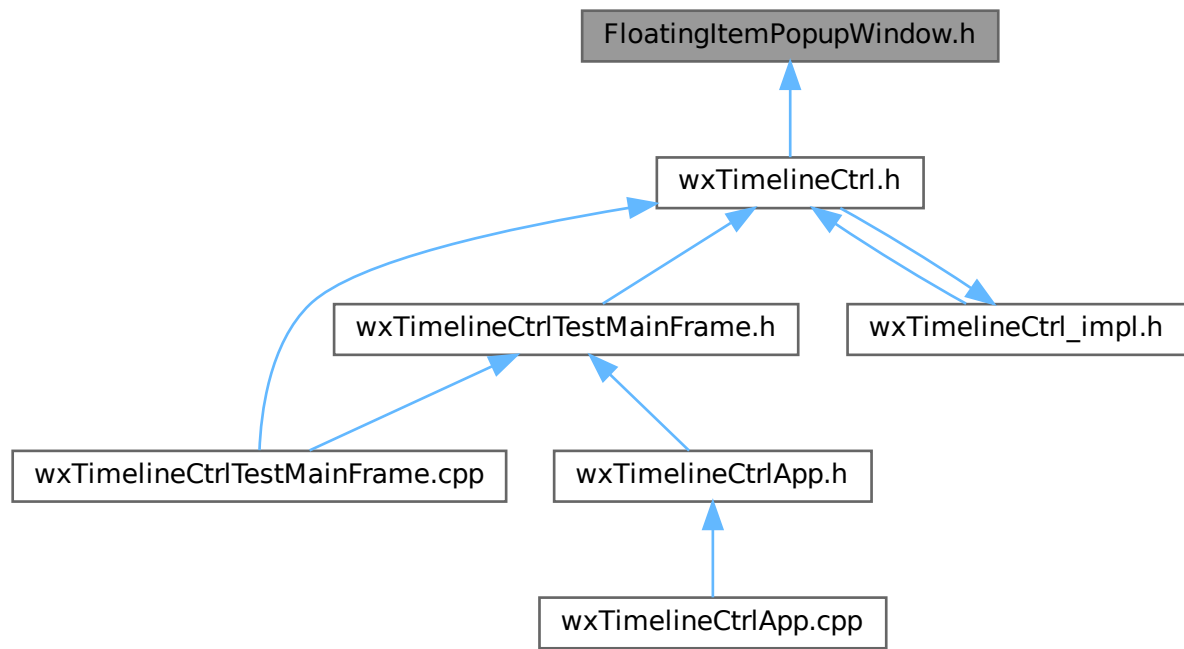 FloatingItemPopupWindow.h
wxTimelineCtrl.h
wxTimelineCtrlTestMainFrame.h
wxTimelineCtrl_impl.h
wxTimelineCtrlTestMainFrame.cpp
wxTimelineCtrlApp.h
wxTimelineCtrlApp.cpp